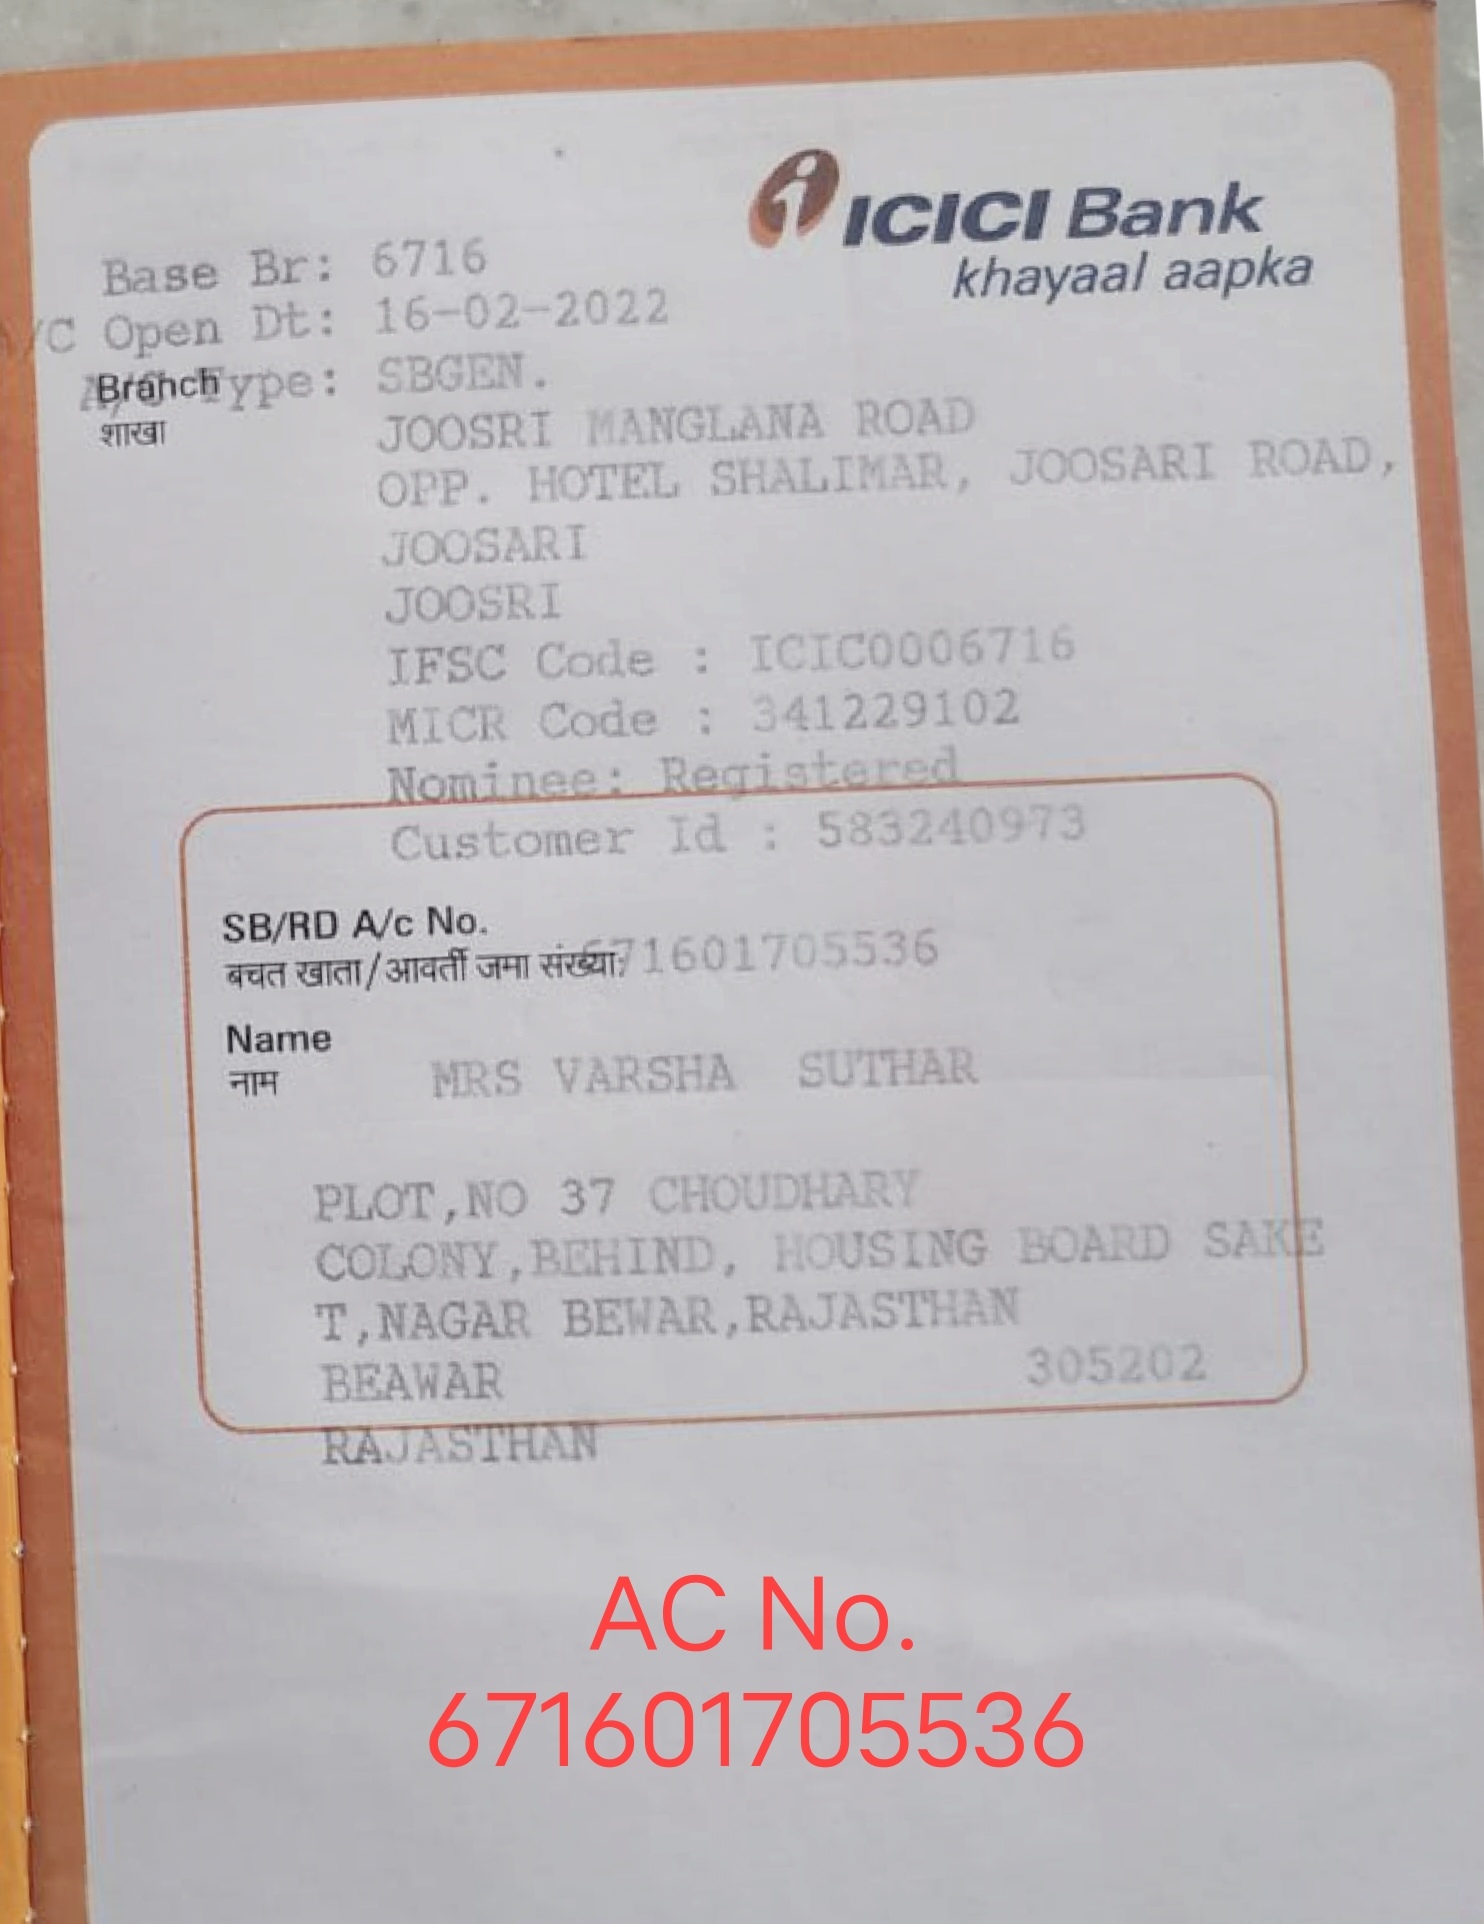 ICICI Bank
khayaal aapka
Base Br: 6716
/C Open Dt: 16-02-2022
A/C Type: SBGEN.
Branch
शाखा
JOOSRI MANGLANA ROAD
OPP. HOTEL SHALIMAR, JOOSARI ROAD,
JOOSARI
JOOSRI
IFSC Code : ICIC0006716
MICR Code : 341229102
Nominee: Registered
Customer Id : 583240973
SB/RD A/c No.
बचत खाता/आवर्ती जमा संख्या: 671601705536
Name
नाम
MRS VARSHA SUTHAR
PLOT,NO 37 CHOUDHARY
COLONY,BEHIND, HOUSING BOARD SAKE
T,NAGAR BEWAR,RAJASTHAN
BEAWAR 305202
RAJASTHAN
AC No.
671601705536